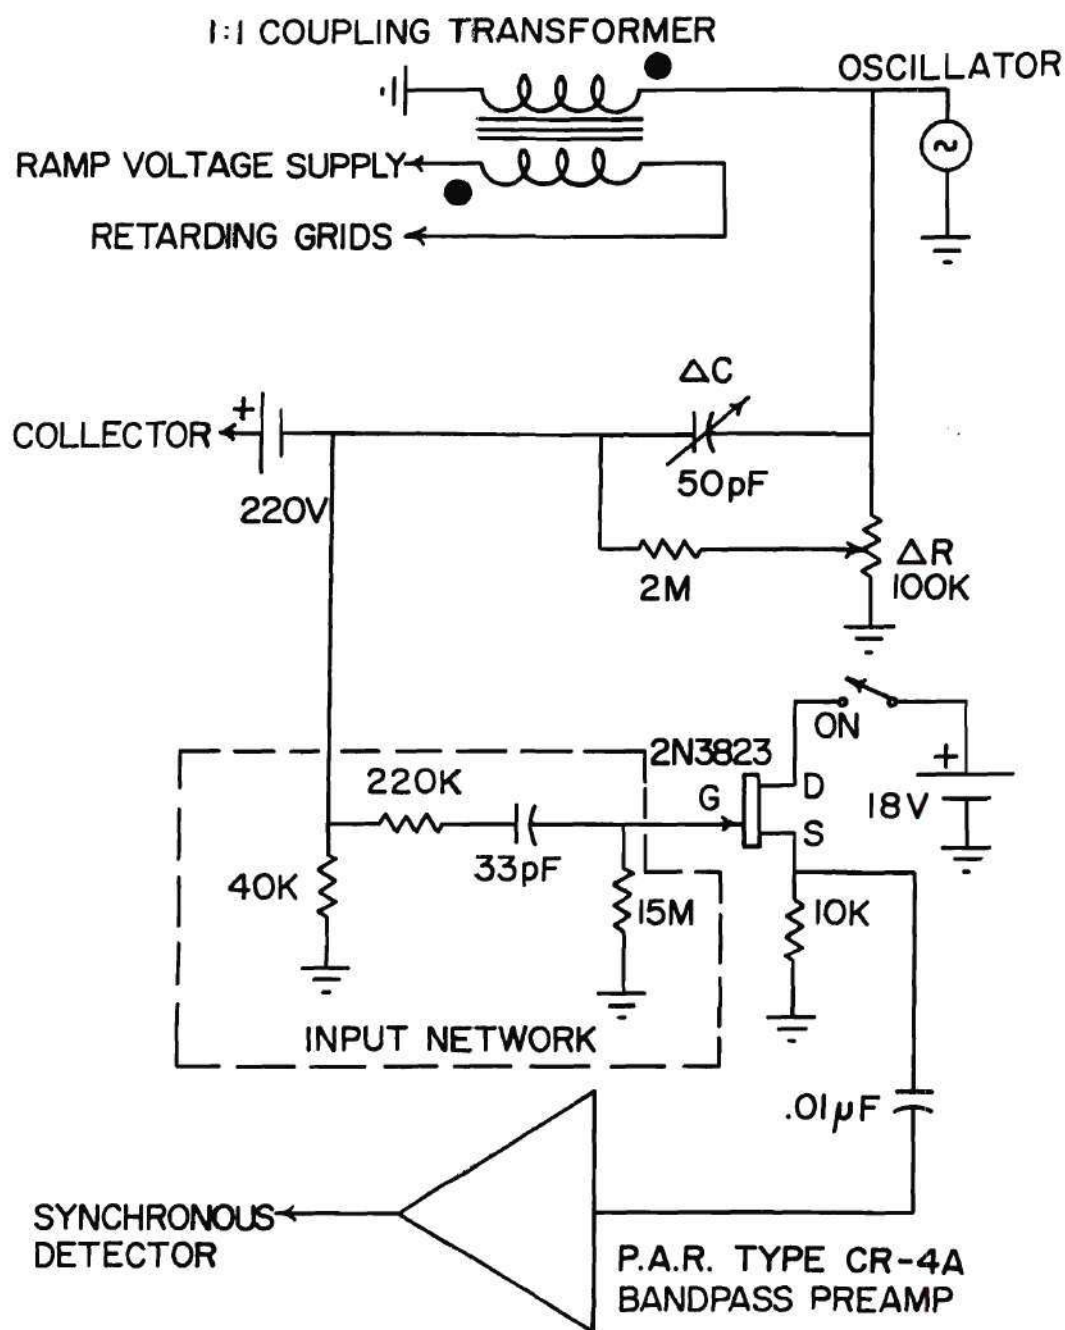 1:1 COUPLING TRANSFORMER
OSCILLATOR
~
RAMP VOLTAGE SUPPLY
RETARDING GRIDS
ΔC
+
COLLECTOR
50pF
220V
ΔR
2M
100K
ON
2N3823
+
220K
G
D
18V
S
33pF
40K
15M
10K
INPUT NETWORK
.01µF
SYNCHRONOUS
DETECTOR
P.A.R. TYPE CR-4A
BANDPASS PREAMP